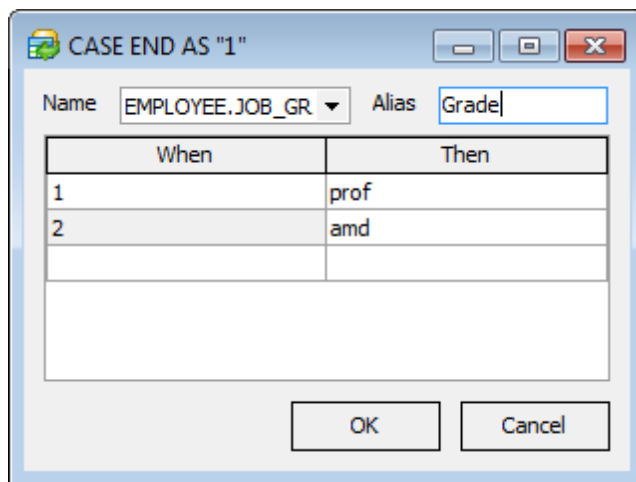 CASE END AS "1"
Name EMPLOYEE.JOB_GR Alias Grade
When Then
1 prof
2 amd
OK Cancel